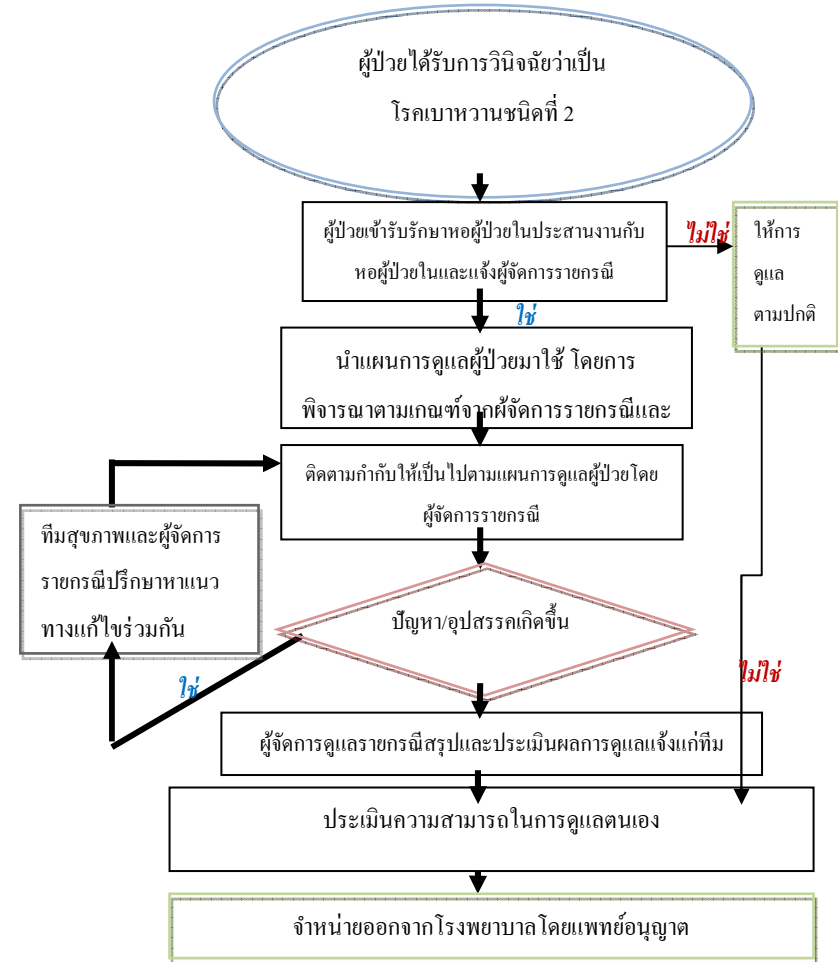 ผู้ป่วยได้รับการวินิจฉัยว่าเป็น
โรคเบาหวานชนิดที่ 2
ผู้ป่วยเข้ารับรักษาหอผู้ป่วยในประสานงานกับ
หอผู้ป่วยในและแจ้งผู้จัดการรายกรณี
ไม่ใช่
ให้การ
ดูแล
ตามปกติ
ใช่
นำแผนการดูแลผู้ป่วยมาใช้ โดยการ
พิจารณาตามเกณฑ์จากผู้จัดการรายกรณีและ
ติดตามกำกับให้เป็นไปตามแผนการดูแลผู้ป่วยโดย
ผู้จัดการรายกรณี
ทีมสุขภาพและผู้จัดการ
รายกรณีปรึกษาหาแนว
ทางแก้ไขร่วมกัน
ปัญหา/อุปสรรคเกิดขึ้น
ใช่
ไม่ใช่
ผู้จัดการดูแลรายกรณีสรุปและประเมินผลการดูแลแจ้งแก่ทีม
ประเมินความสามารถในการดูแลตนเอง
จำหน่ายออกจากโรงพยาบาลโดยแพทย์อนุญาต